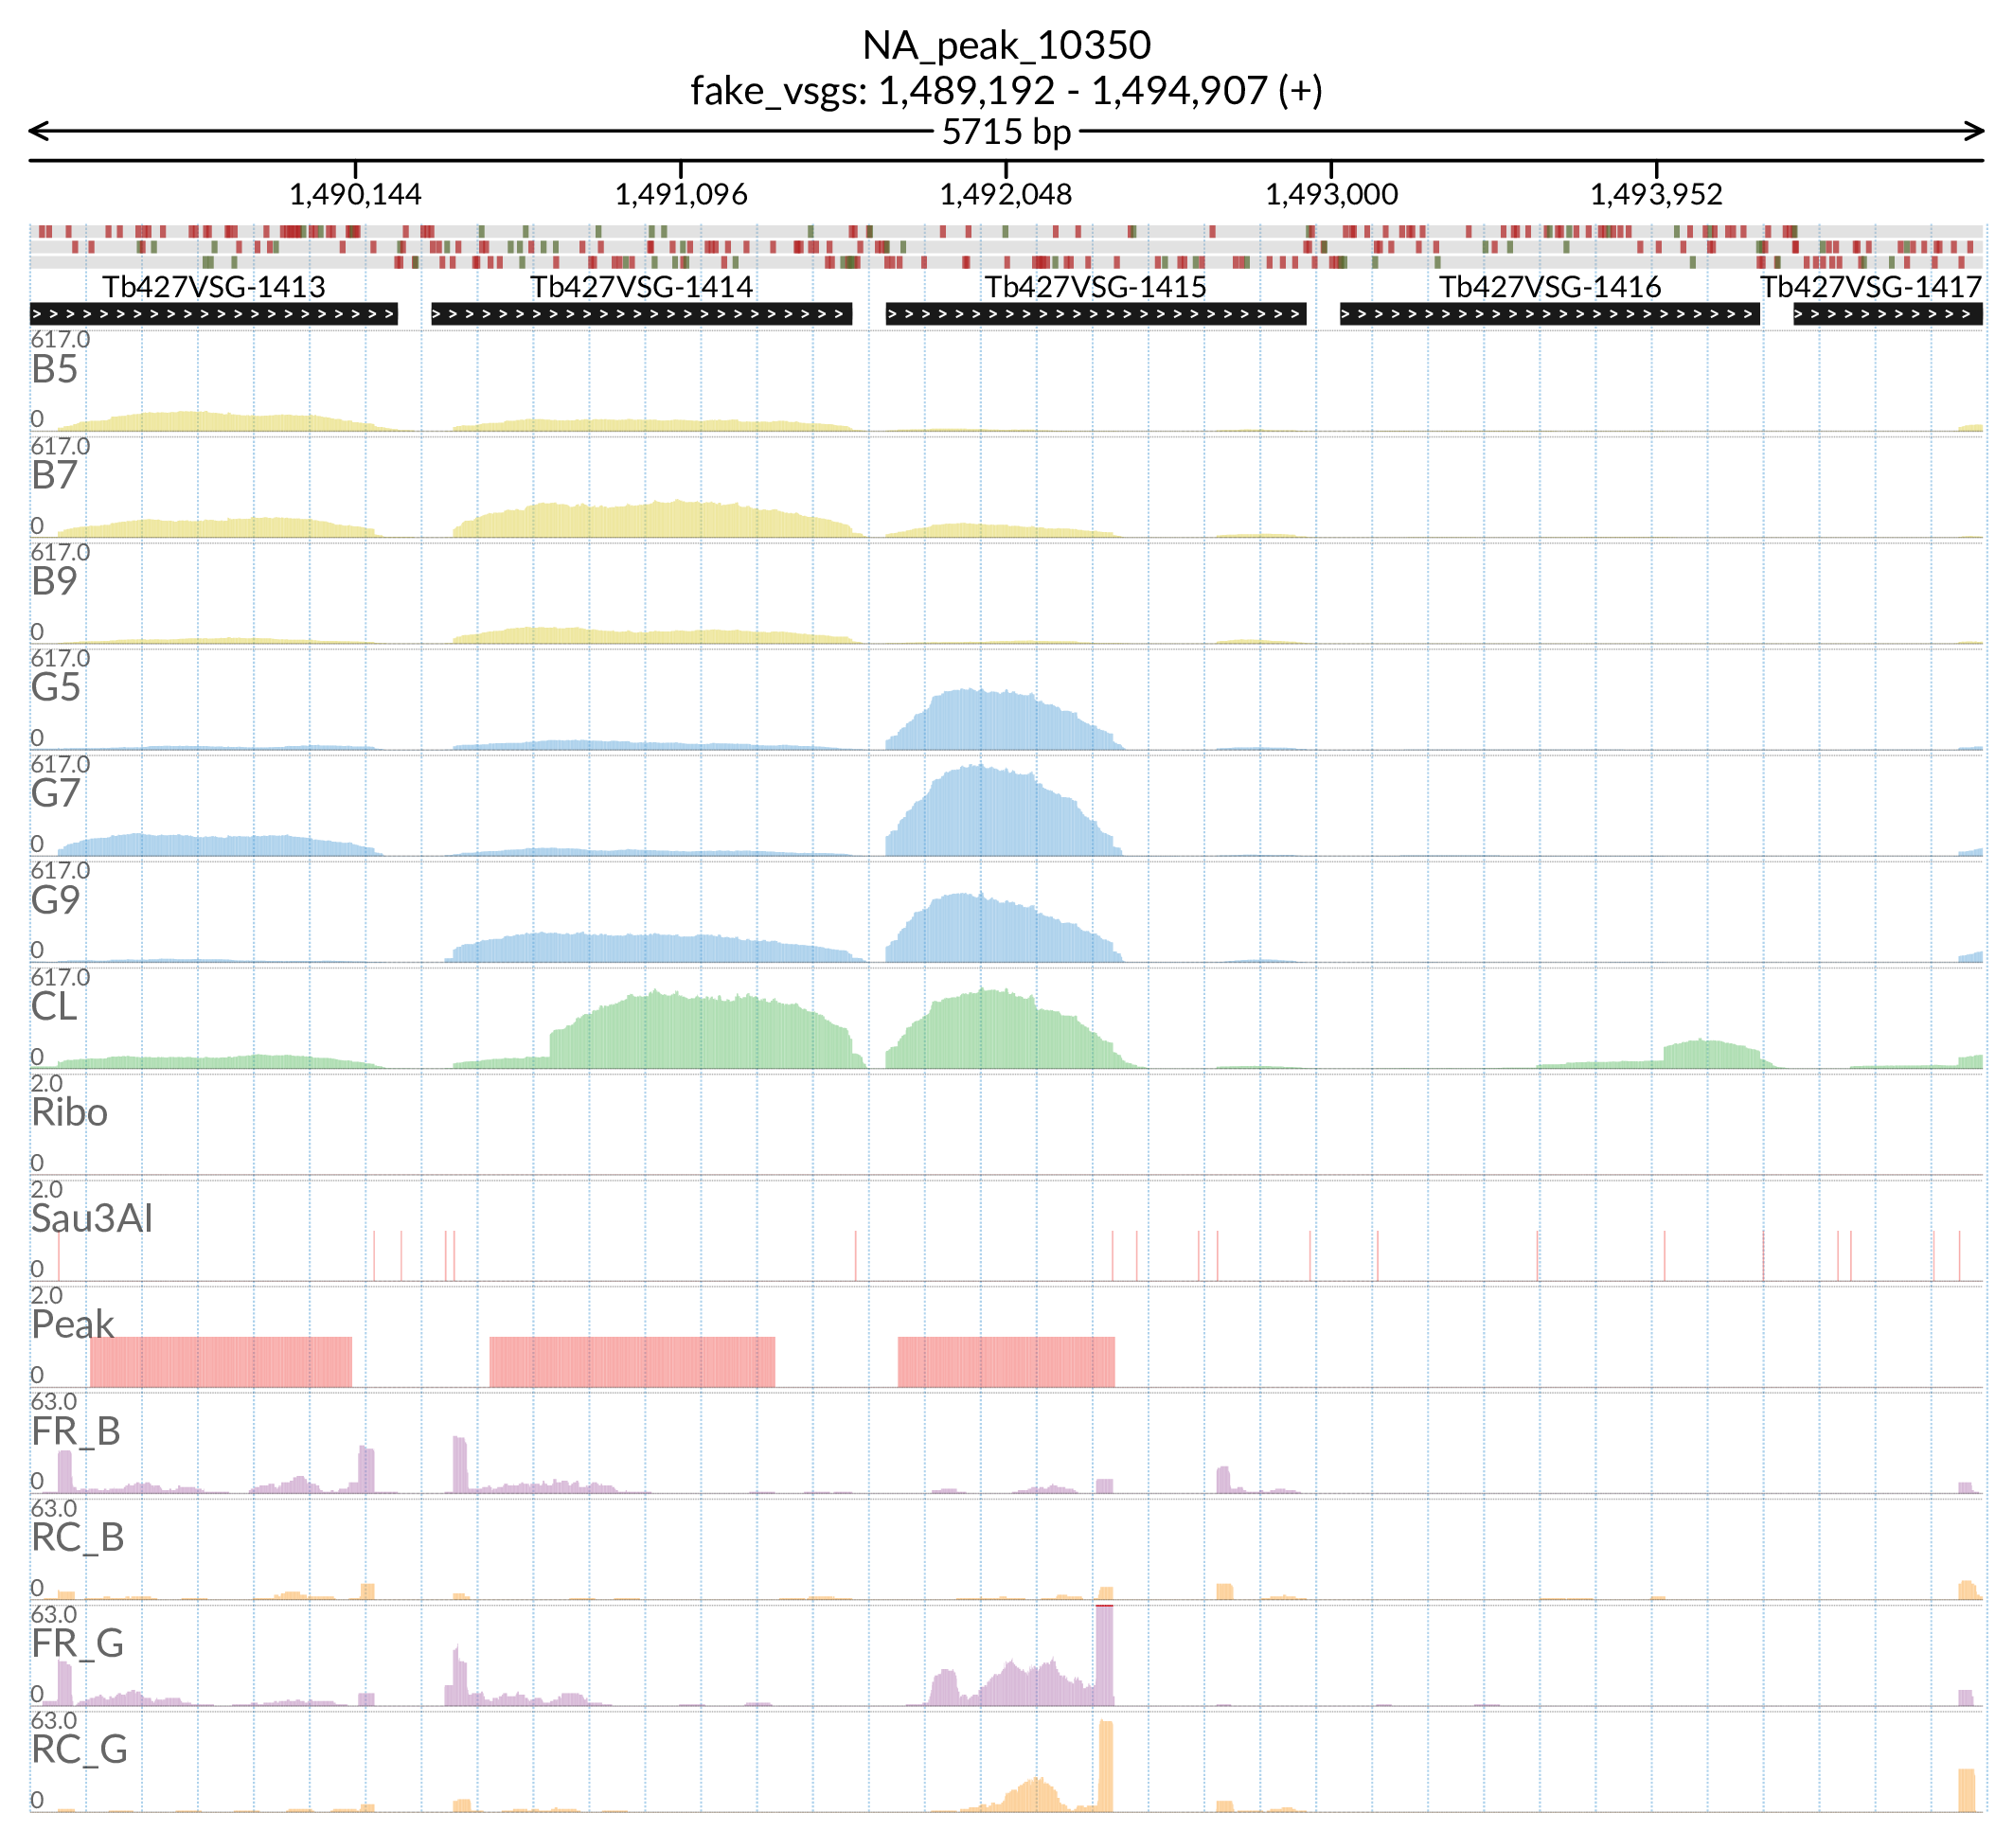 NA_peak_10350
fake_vsgs: 1,489,192 - 1,494,907 (+)
5715 bp
1,490,144 1,491,096 1,492,048 1,493,000 1,493,952
Tb427VSG-1413 Tb427VSG-1414 Tb427VSG-1415 Tb427VSG-1416 Tb427VSG-1417
617.0
B5
0
617.0
B7
0
617.0
B9
0
617.0
G5
0
617.0
G7
0
617.0
G9
0
617.0
CL
0
2.0
Ribo
0
2.0
Sau3AI
0
2.0
Peak
0
63.0
FR_B
0
63.0
RC_B
0
63.0
FR_G
0
63.0
RC_G
0